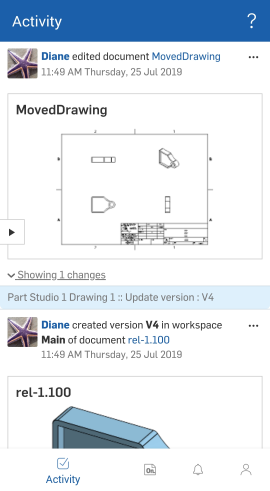 Activity
?
Diane edited document MovedDrawing
11:49 AM Thursday, 25 Jul 2019
MovedDrawing
Showing 1 changes
Part Studio 1 Drawing 1 :: Update version : V4
Diane created version V4 in workspace
Main of document rel-1.100
11:49 AM Thursday, 25 Jul 2019
rel-1.100
Activity